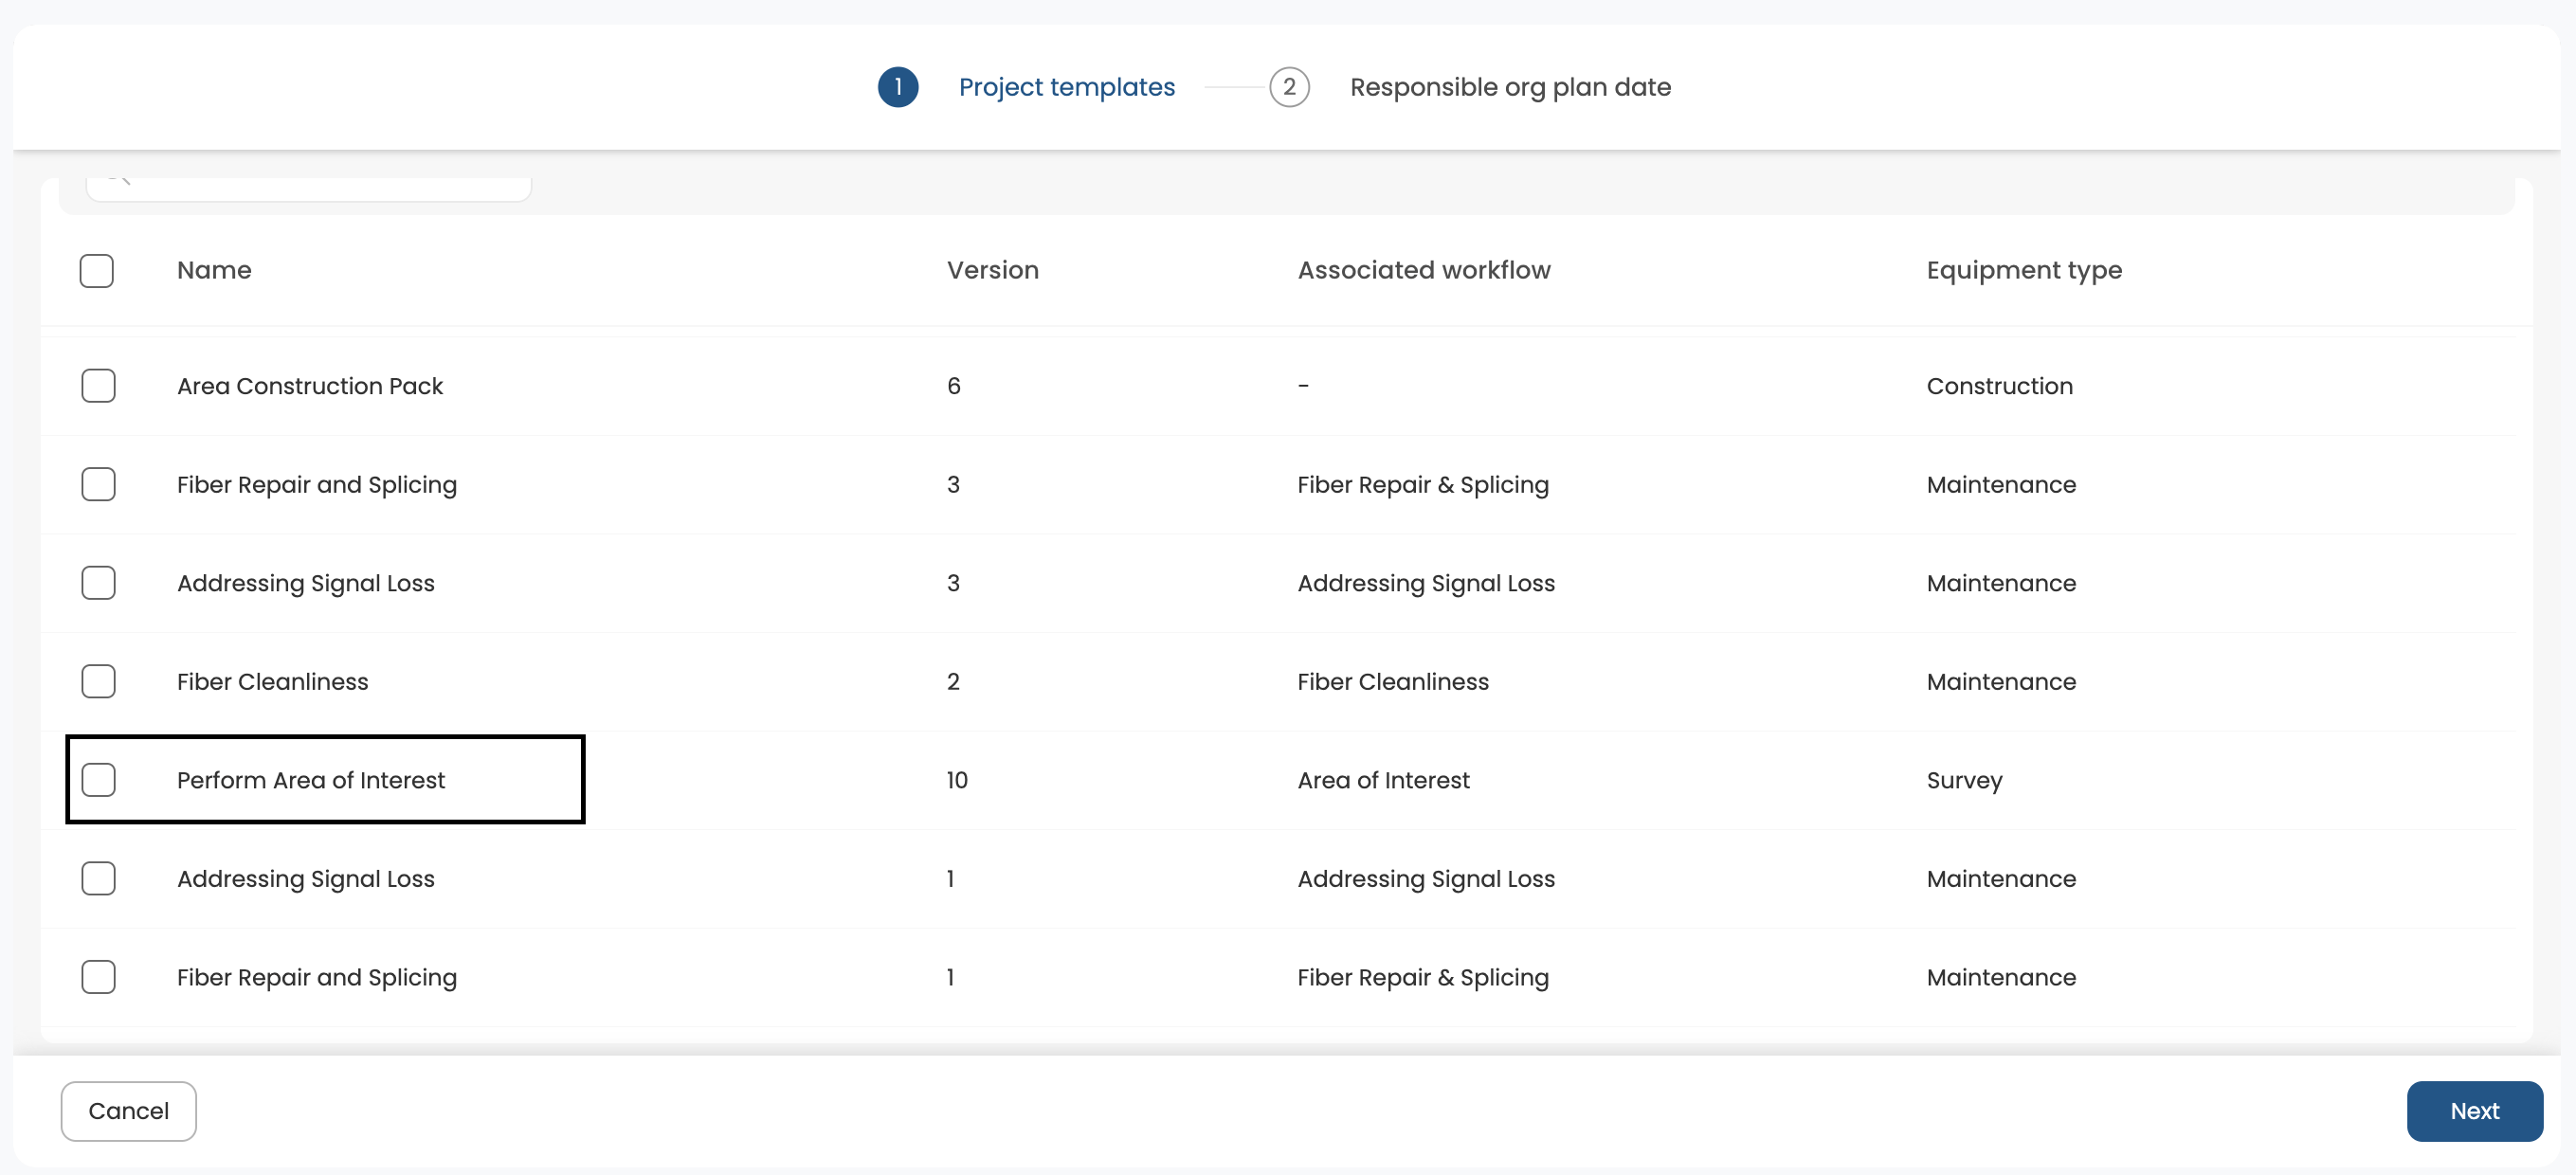 1 Project templates 2 Responsible org plan date
Name Version Associated workflow Equipment type
Area Construction Pack 6 - Construction
Fiber Repair and Splicing 3 Fiber Repair & Splicing Maintenance
Addressing Signal Loss 3 Addressing Signal Loss Maintenance
Fiber Cleanliness 2 Fiber Cleanliness Maintenance
Perform Area of Interest 10 Area of Interest Survey
Addressing Signal Loss 1 Addressing Signal Loss Maintenance
Fiber Repair and Splicing 1 Fiber Repair & Splicing Maintenance
Cancel Next